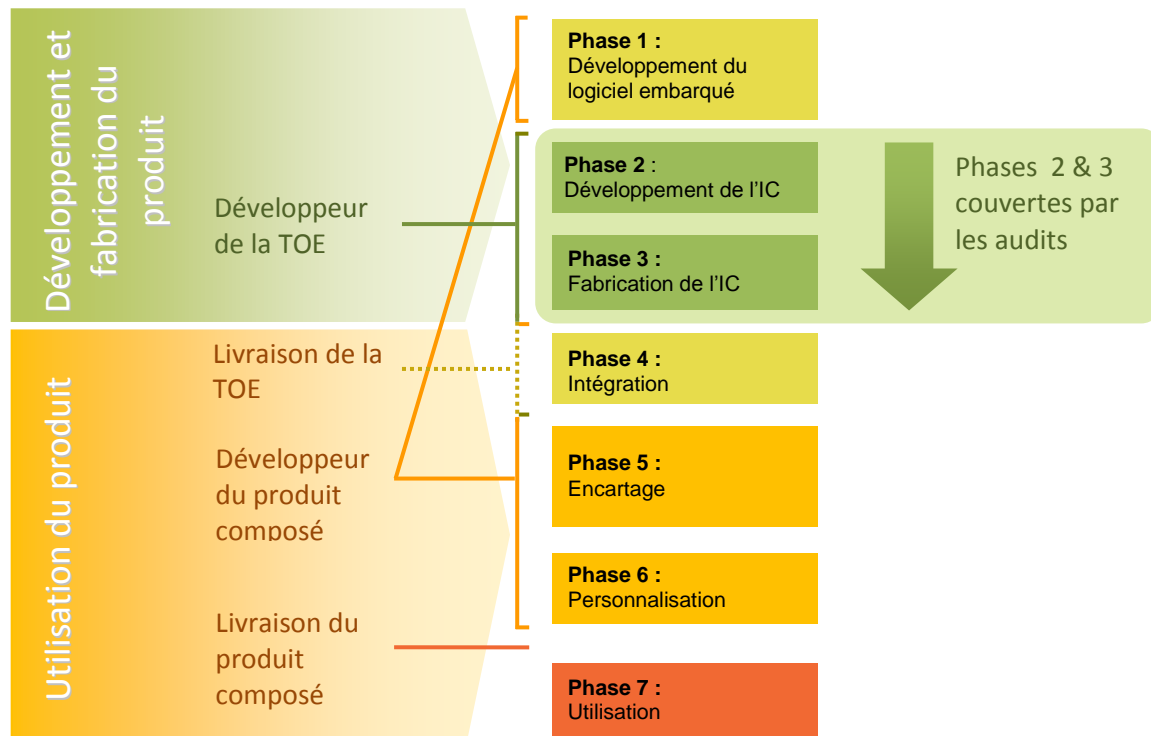 Développement et
fabrication du
produit
Développeur
de la TOE
Utilisation du produit
Livraison de la
TOE
Développeur
du produit
composé
Livraison du
produit
composé
Phase 1 :
Développement du
logiciel embarqué
Phase 2 :
Développement de l’IC
Phase 3 :
Fabrication de l’IC
Phases 2 & 3
couvertes par
les audits
Phase 4 :
Intégration
Phase 5 :
Encartage
Phase 6 :
Personnalisation
Phase 7 :
Utilisation